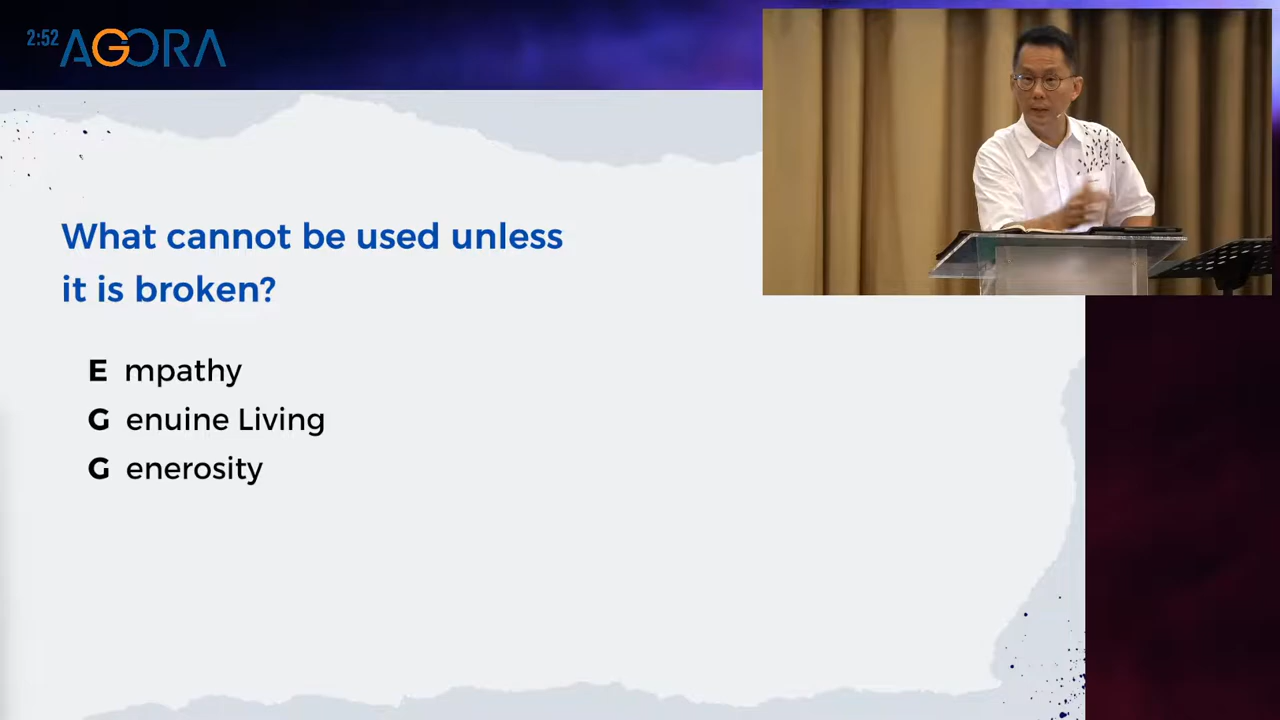 2:52 AGORA
What cannot be used unless
it is broken?
E mpathy
G enuine Living
G enerosity